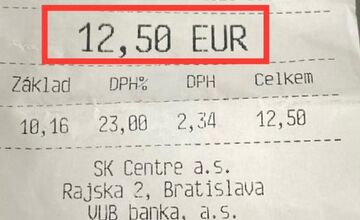 12,50 EUR
Základ DPH% DPH Celkem
10,16 23,00 2,34 12,50
SK Centre a.s.
Rajska 2, Bratislava
VUB banka, a.s.